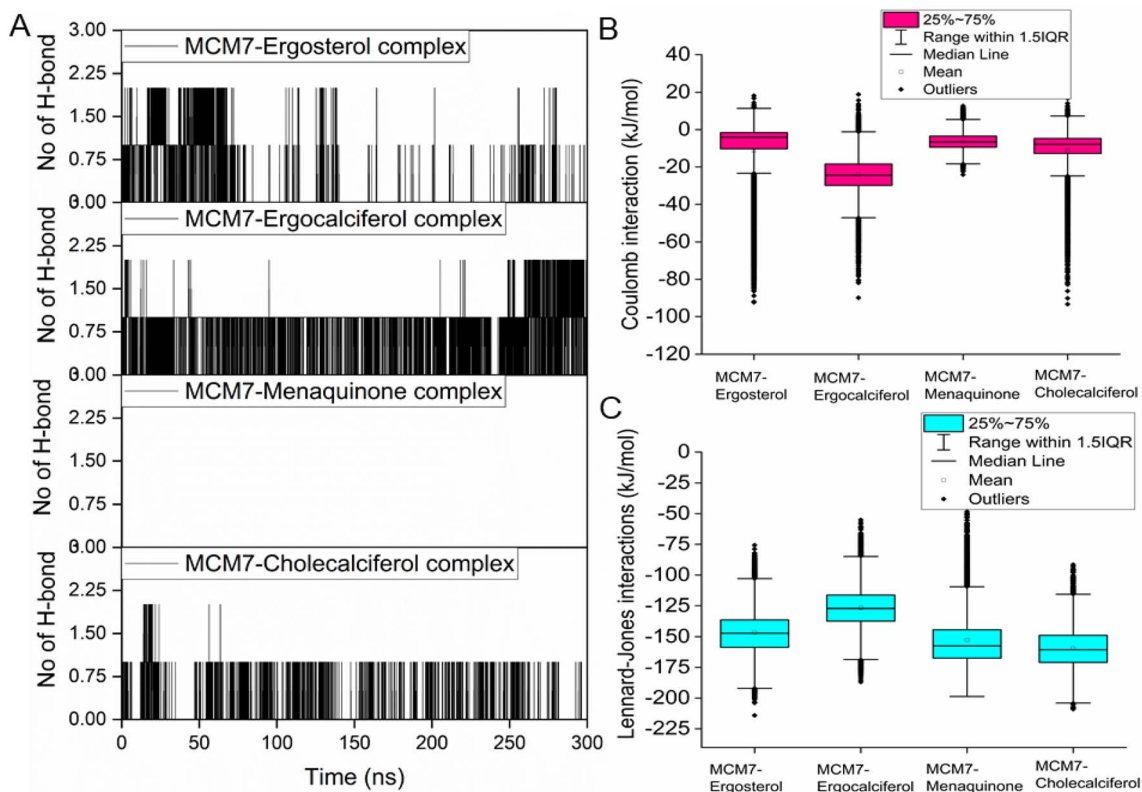 A
No of H-bond
3.00
2.25
1.50
0.75
0.00
MCM7-Ergosterol complex
No of H-bond
3.00
2.25
1.50
0.75
0.00
MCM7-Ergocalciferol complex
No of H-bond
3.00
2.25
1.50
0.75
0.00
MCM7-Menaquinone complex
No of H-bond
3.00
2.25
1.50
0.75
0.00
MCM7-Cholecalciferol complex
0 50 100 150 200 250 300
Time (ns)
B
25%~75%
Range within 1.5IQR
Median Line
Mean
Outliers
Coulomb interaction (kJ/mol)
40
20
0
-20
-40
-60
-80
-100
-120
MCM7- MCM7- MCM7- MCM7-
Ergosterol Ergocalciferol Menaquinone Cholecalciferol
C
25%~75%
Range within 1.5IQR
Median Line
Mean
Outliers
Lennard-Jones interactions (kJ/mol)
0
-25
-50
-75
-100
-125
-150
-175
-200
-225
MCM7- MCM7- MCM7- MCM7-
Ergosterol Ergocalciferol Menaquinone Cholecalciferol